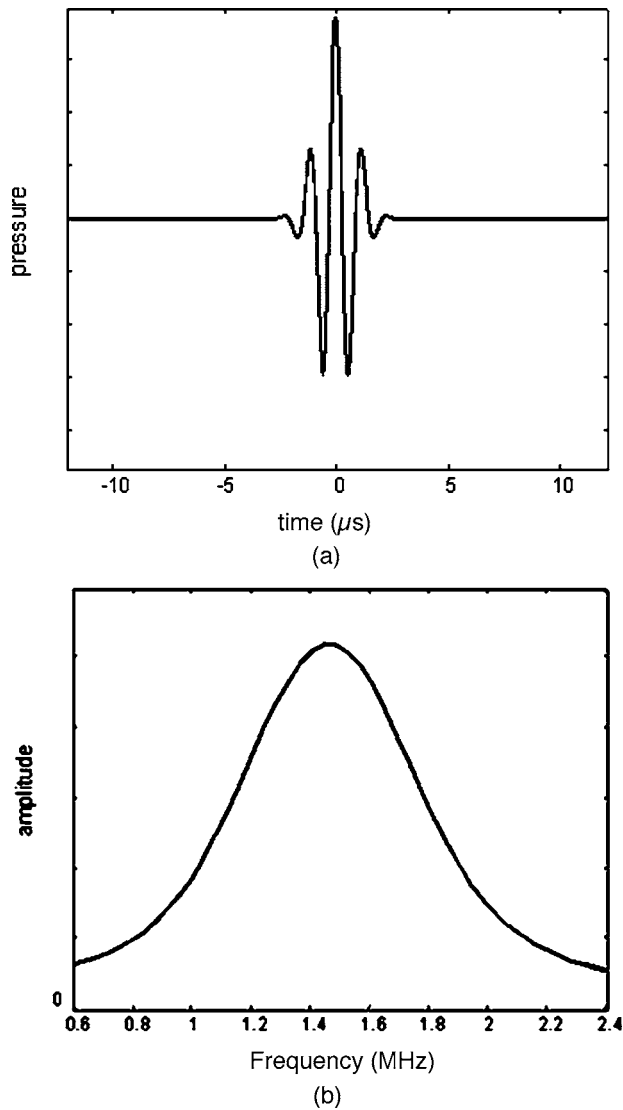 pressure
-10 -5 0 5 10
time (µs)
(a)
amplitude
0
0.6 0.8 1 1.2 1.4 1.6 1.8 2 2.2 2.4
Frequency (MHz)
(b)